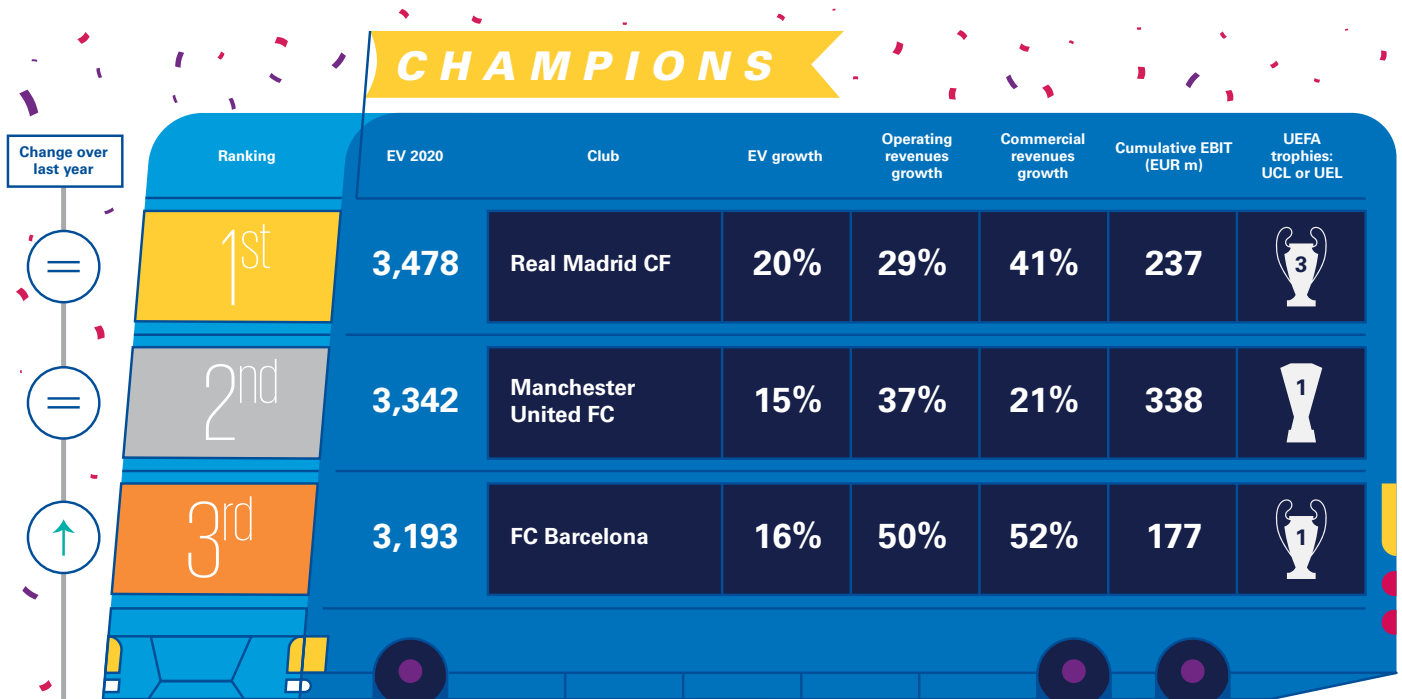 CHAMPIONS
Change over
last year
Ranking
EV 2020
Club
EV growth
Operating
revenues
growth
Commercial
revenues
growth
Cumulative EBIT
(EUR m)
UEFA
trophies:
UCL or UEL
1st
3,478
Real Madrid CF
20%
29%
41%
237
3
=
2nd
3,342
Manchester
United FC
15%
37%
21%
338
1
=
3rd
3,193
FC Barcelona
16%
50%
52%
177
1
↑